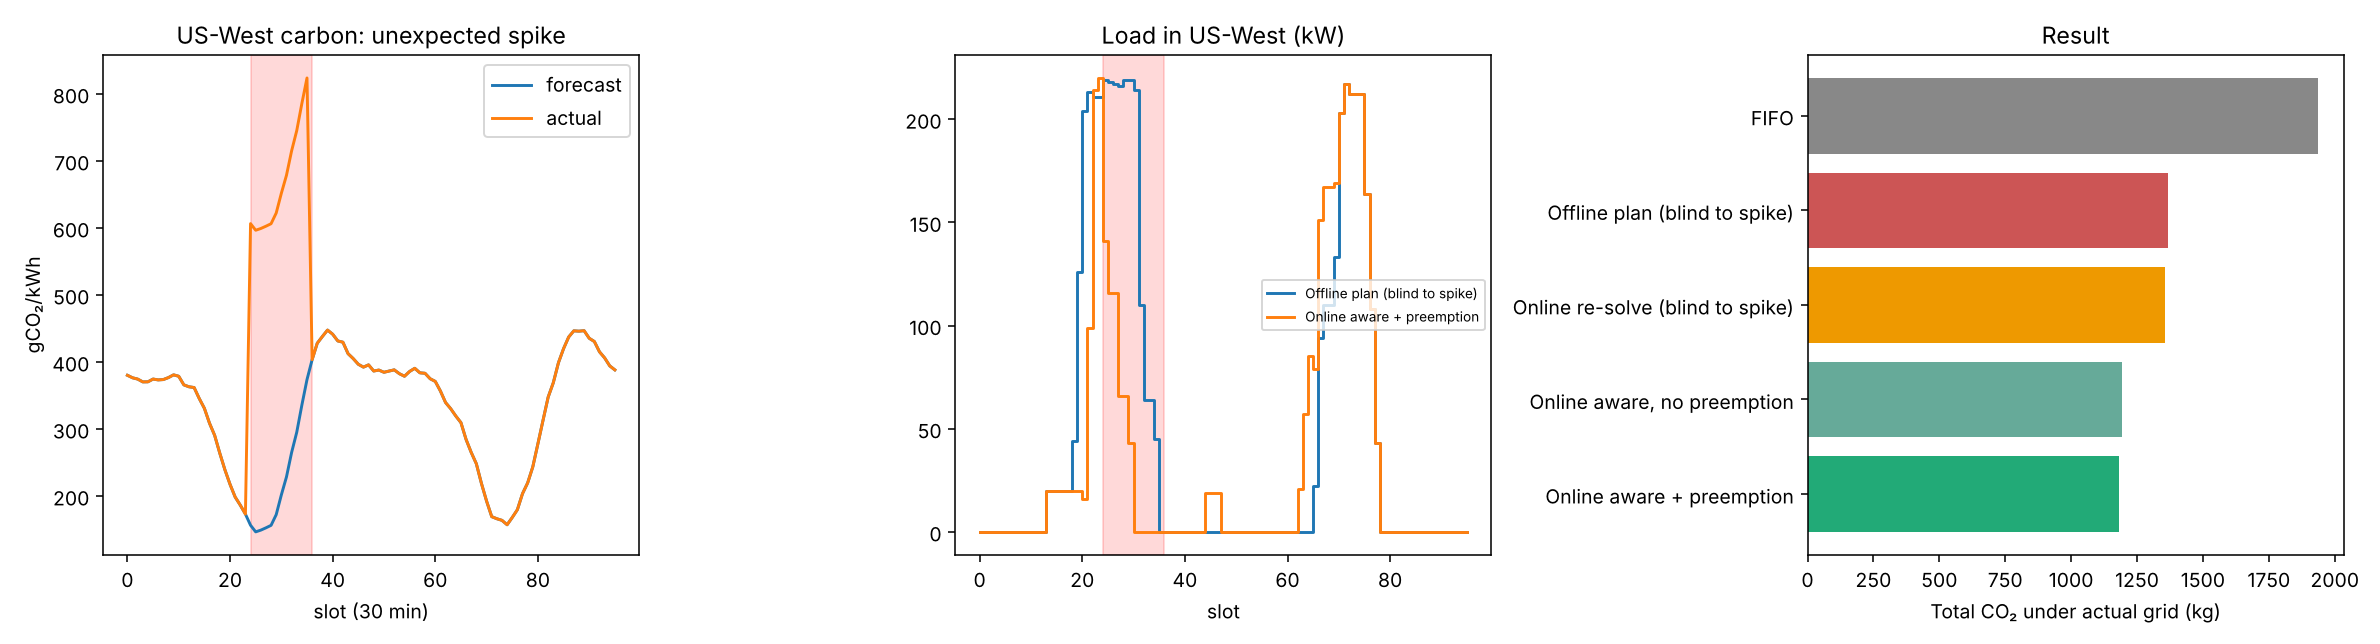 US-West carbon: unexpected spike
gCO₂/kWh
800
700
600
500
400
300
200
forecast
actual
0 20 40 60 80
slot (30 min)
Load in US-West (kW)
200
150
100
50
0
Offline plan (blind to spike)
Online aware + preemption
0 20 40 60 80
slot
Result
FIFO
Offline plan (blind to spike)
Online re-solve (blind to spike)
Online aware, no preemption
Online aware + preemption
0 250 500 750 1000 1250 1500 1750 2000
Total CO₂ under actual grid (kg)